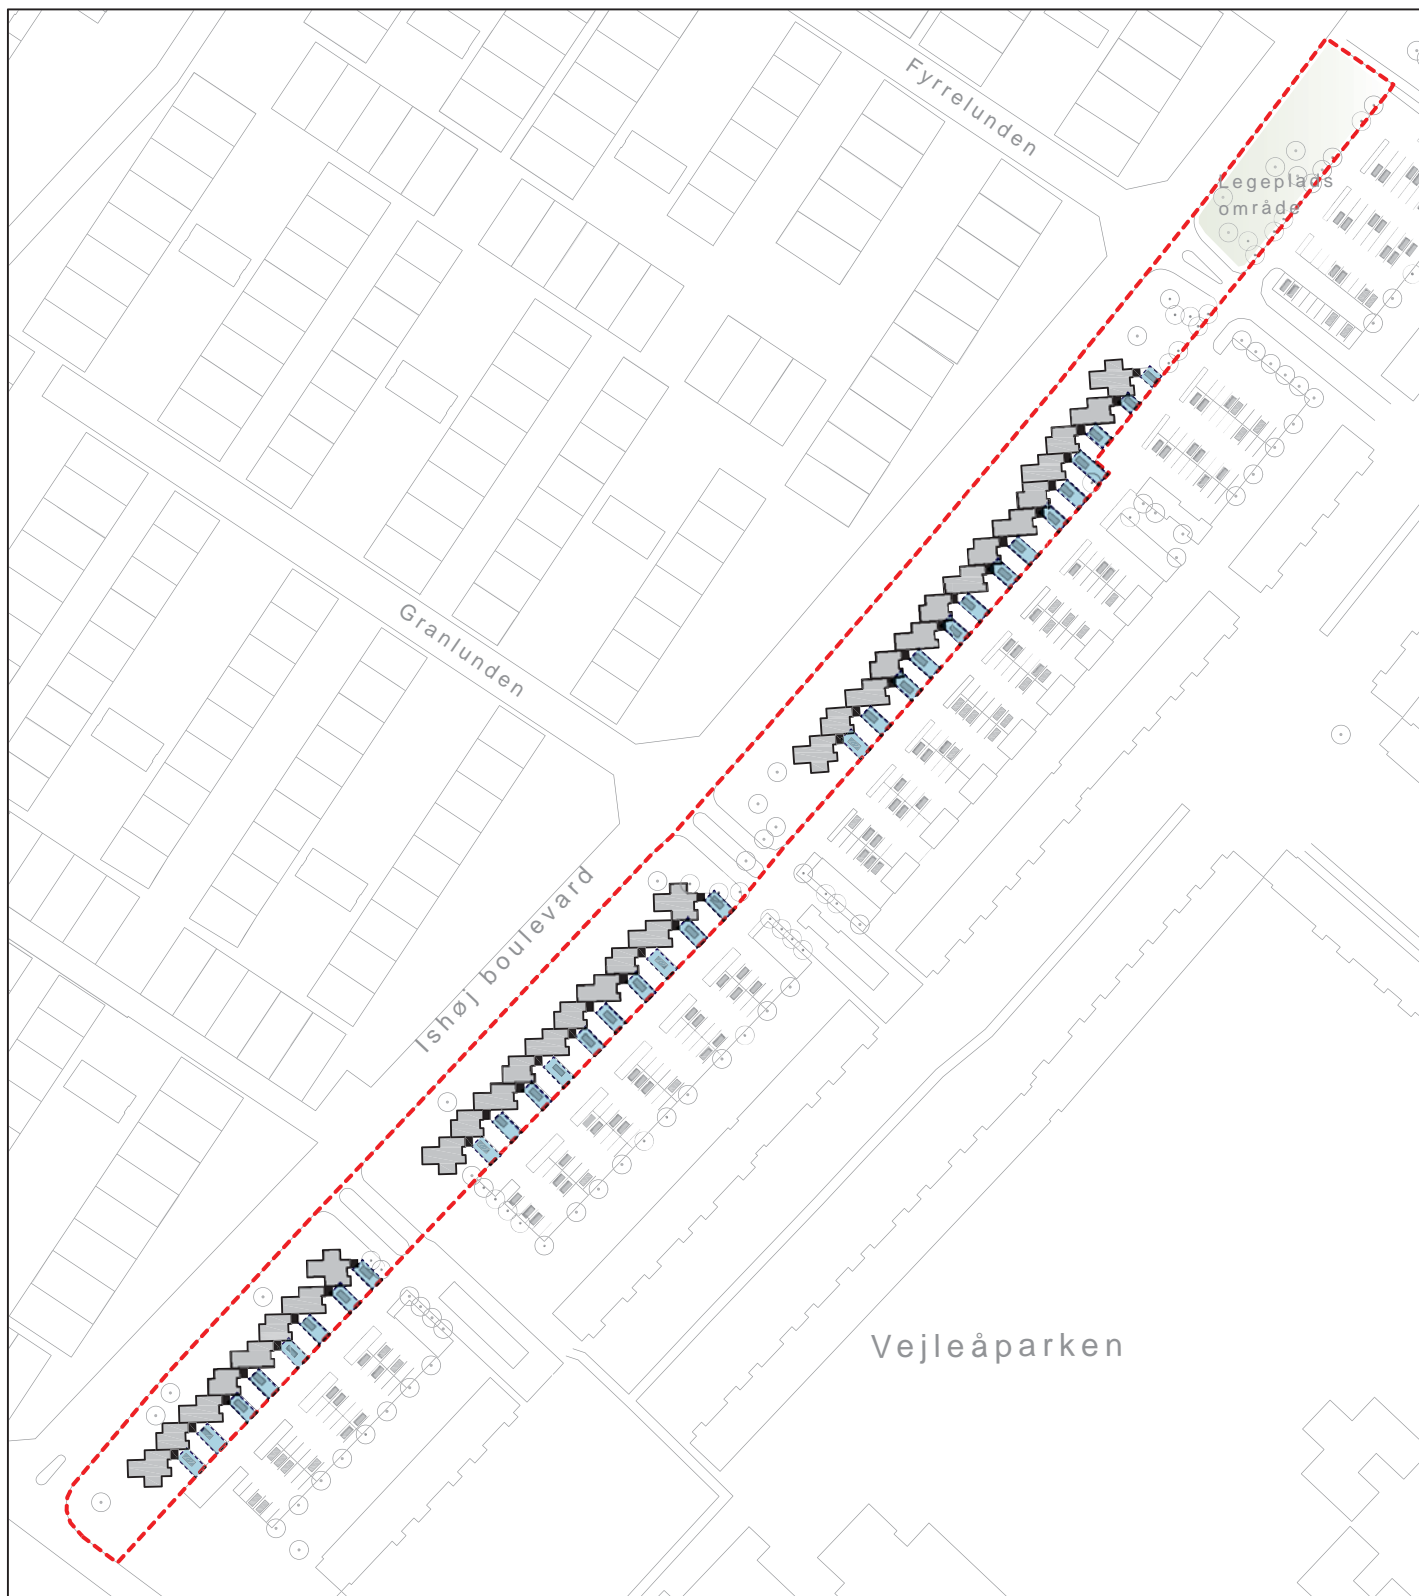 Fyrrelunden
Legeplads
område
Granlunden
Ishøj boulevard
Vejleåparken